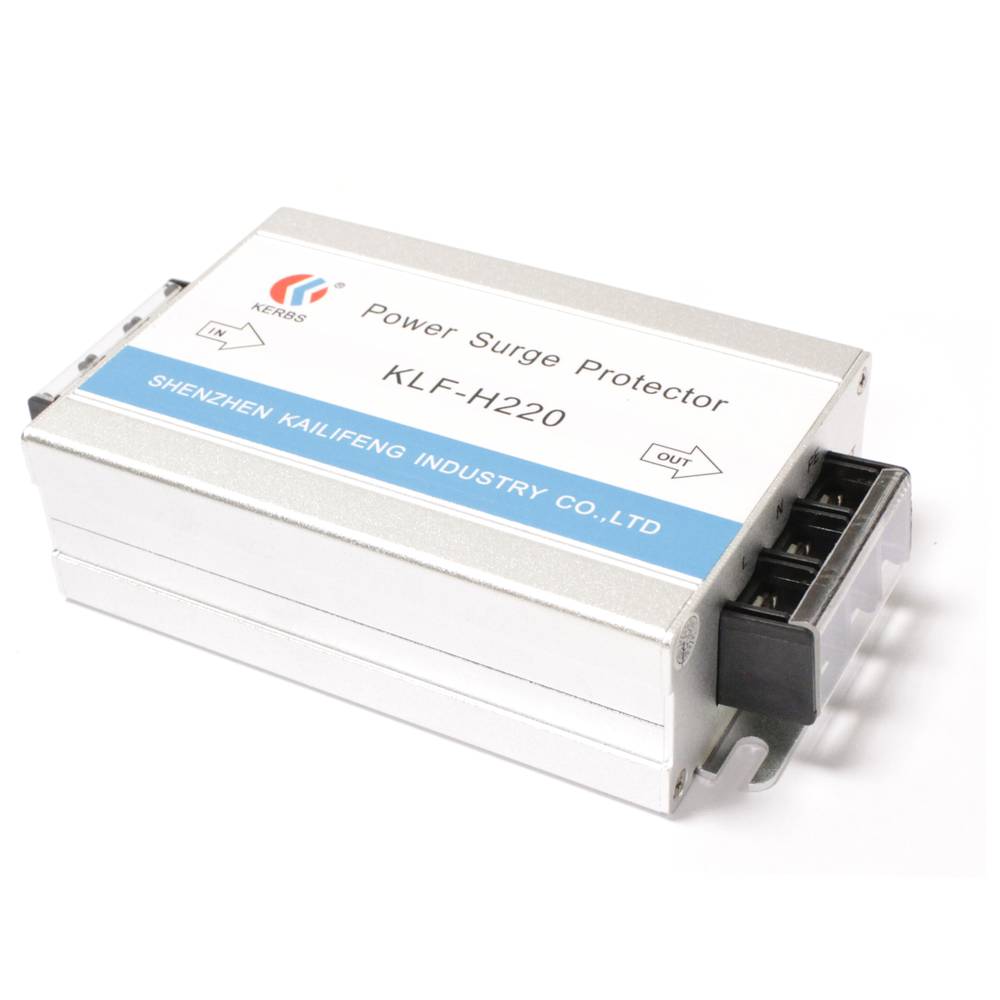 KERBS ®
Power Surge Protector
IN
KLF-H220
OUT
SHENZHEN KAILIFENG INDUSTRY CO.,LTD
PE
N
L